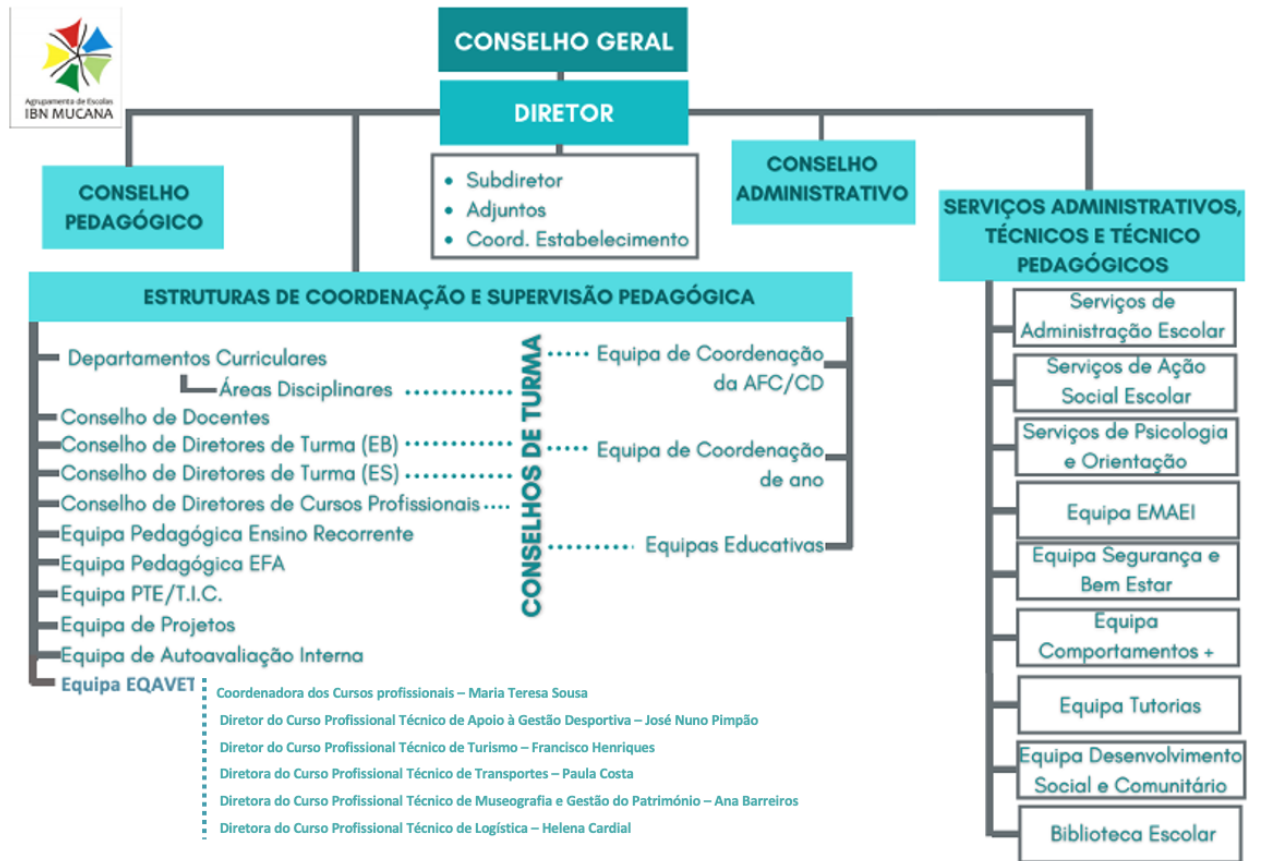 Agrupamento de Escolas
IBN MUCANA
CONSELHO GERAL
DIRETOR
• Subdiretor
• Adjuntos
• Coord. Estabelecimento
CONSELHO
PEDAGÓGICO
CONSELHO
ADMINISTRATIVO
SERVIÇOS ADMINISTRATIVOS,
TÉCNICOS E TÉCNICO
PEDAGÓGICOS
ESTRUTURAS DE COORDENAÇÃO E SUPERVISÃO PEDAGÓGICA
Departamentos Curriculares
Áreas Disciplinares
Conselho de Docentes
Conselho de Diretores de Turma (EB)
Conselho de Diretores de Turma (ES)
Conselho de Diretores de Cursos Profissionais
Equipa Pedagógica Ensino Recorrente
Equipa Pedagógica EFA
Equipa PTE/T.I.C.
Equipa de Projetos
Equipa de Autoavaliação Interna
Equipa EQAVET
CONSELHOS DE TURMA
Equipa de Coordenação
da AFC/CD
Equipa de Coordenação
de ano
Equipas Educativas
Coordenadora dos Cursos profissionais – Maria Teresa Sousa
Diretor do Curso Profissional Técnico de Apoio à Gestão Desportiva – José Nuno Pimpão
Diretor do Curso Profissional Técnico de Turismo – Francisco Henriques
Diretora do Curso Profissional Técnico de Transportes – Paula Costa
Diretora do Curso Profissional Técnico de Museografia e Gestão do Património – Ana Barreiros
Diretora do Curso Profissional Técnico de Logística – Helena Cardial
Serviços de
Administração Escolar
Serviços de Ação
Social Escolar
Serviços de Psicologia
e Orientação
Equipa EMAEI
Equipa Segurança e
Bem Estar
Equipa
Comportamentos +
Equipa Tutorias
Equipa Desenvolvimento
Social e Comunitário
Biblioteca Escolar